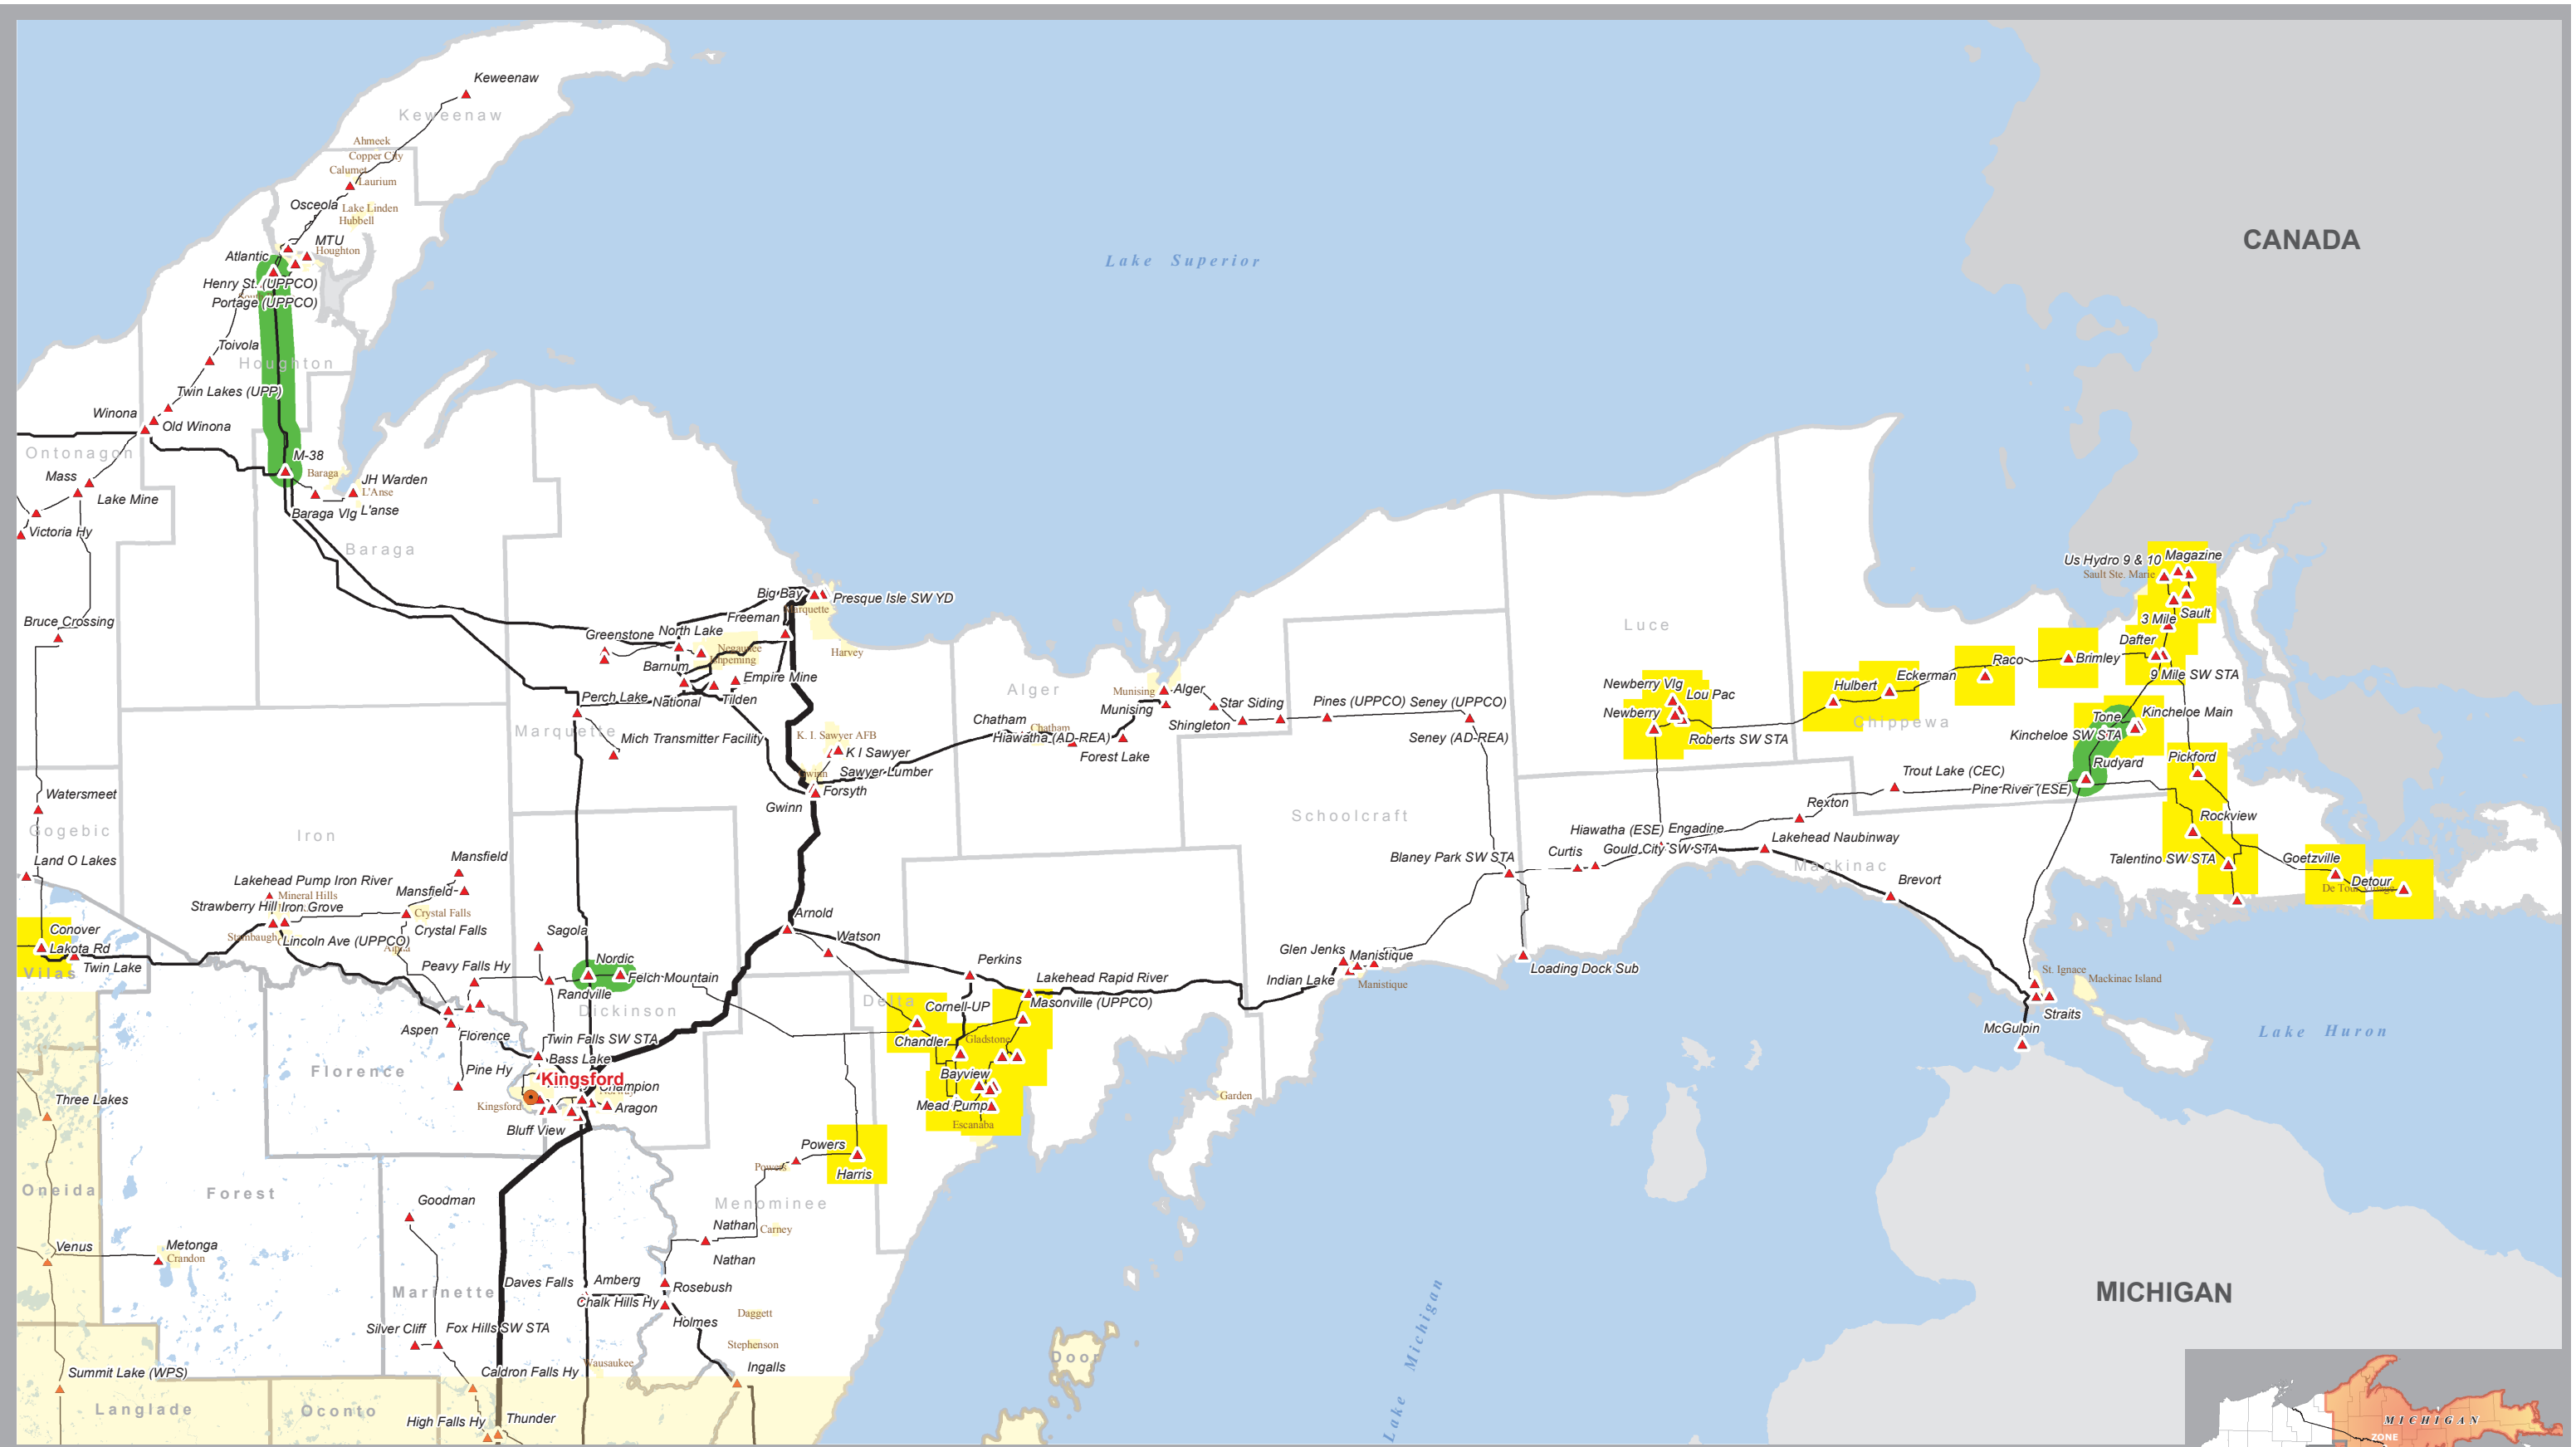 Keweenaw
Keweenaw
Ahmeek
Copper City
Calumet
Laurium
Osceola
Lake Linden
Hubbell
MTU
Houghton
Atlantic
Henry St. (UPPCO)
Portage (UPPCO)
Toivola
Houghton
Twin Lakes (UPP)
Winona
Old Winona
Ontonagon
M-38
Mass
Baraga
JH Warden
L'Anse
Lake Mine
Baraga Vlg
L'anse
Victoria Hy
Baraga
Bruce Crossing
Lake Superior
CANADA
Big Bay
Presque Isle SW YD
Marquette
Freeman
Greenstone
North Lake
Negaunee
Ishpeming
Harvey
Barnum
Empire Mine
Perch Lake
National
Tilden
Marquette
Mich Transmitter Facility
K. I. Sawyer AFB
K I Sawyer
Gwinn
Sawyer Lumber
Forsyth
Gwinn
Alger
Munising
Alger
Munising
Star Siding
Shingleton
Pines (UPPCO)
Seney (UPPCO)
Seney (AD-REA)
Chatham
Chatham
Hiawatha (AD-REA)
Forest Lake
Luce
Newberry Vlg
Lou Pac
Newberry
Roberts SW STA
Hulbert
Eckerman
Raco
Brimley
Chippewa
Us Hydro 9 & 10
Magazine
Sault Ste. Marie
3 Mile
Sault
Dafter
9 Mile SW STA
Tone
Kincheloe Main
Kincheloe SW STA
Rudyard
Pickford
Trout Lake (CEC)
Pine River (ESE)
Rexton
Rockview
Talentino SW STA
Goetzville
Detour
De Tour Village
Schoolcraft
Hiawatha (ESE)
Engadine
Lakehead Naubinway
Blaney Park SW STA
Curtis
Gould City SW STA
Mackinac
Brevort
Watersmeet
Gogebic
Iron
Land O Lakes
Mansfield
Lakehead Pump Iron River
Mineral Hills
Mansfield
Strawberry Hill
Iron Grove
Crystal Falls
Stambaugh
Lincoln Ave (UPPCO)
Crystal Falls
Alpha
Conover
Lakota Rd
Twin Lake
Vilas
Peavy Falls Hy
Sagola
Nordic
Felch Mountain
Randville
Dickinson
Arnold
Watson
Perkins
Lakehead Rapid River
Masonville (UPPCO)
Delta
Cornell-UP
Chandler
Gladstone
Bayview
Mead Pump
Escanaba
Glen Jenks
Manistique
Indian Lake
Manistique
Loading Dock Sub
St. Ignace
Mackinac Island
Straits
McGulpin
Lake Huron
Aspen
Florence
Twin Falls SW STA
Bass Lake
Kingsford
Champion
Pine Hy
Florence
Kingsford
Aragon
Bluff View
Powers
Powers
Harris
Garden
Three Lakes
Oneida
Forest
Goodman
Menominee
Nathan
Carney
Nathan
Venus
Metonga
Crandon
Marinette
Daves Falls
Amberg
Rosebush
Chalk Hills Hy
Holmes
Daggett
Stephenson
Silver Cliff
Fox Hills SW STA
Wausaukee
Ingalls
Caldron Falls Hy
Summit Lake (WPS)
Langlade
Oconto
High Falls Hy
Thunder
Door
Lake Michigan
MICHIGAN
MICHIGAN
ZONE